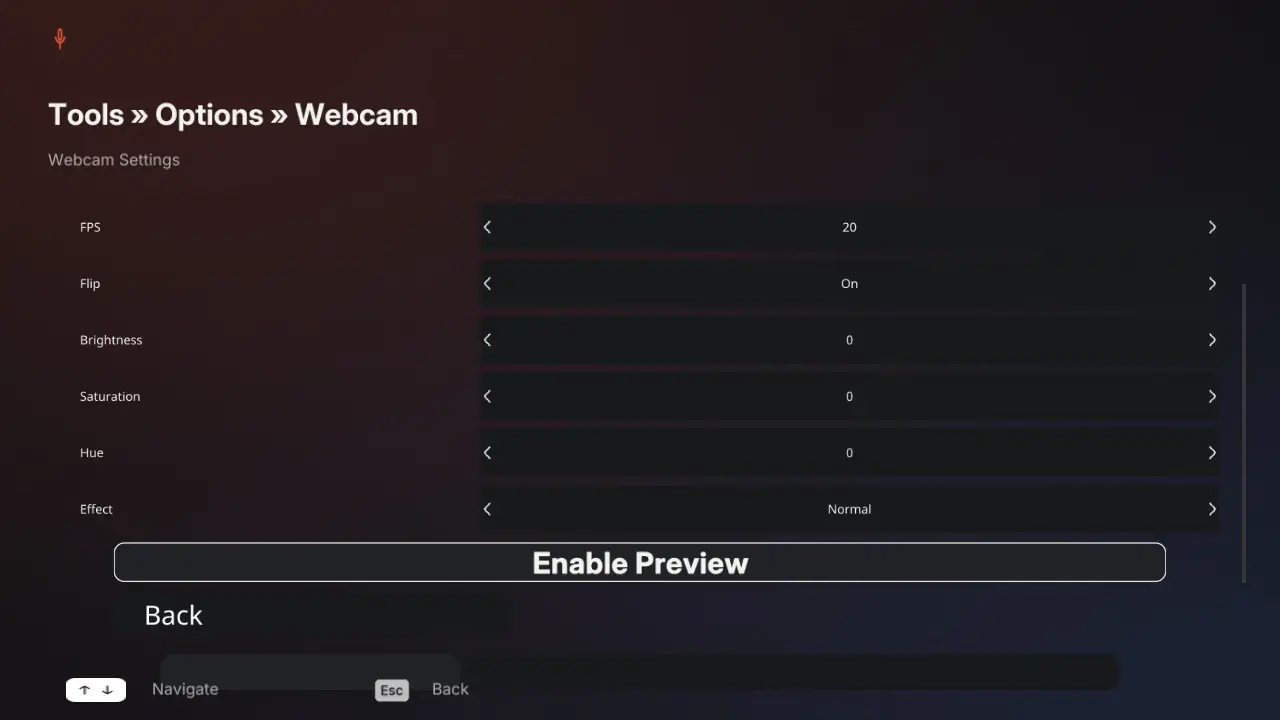 Tools » Options » Webcam
Webcam Settings
FPS 20
Flip On
Brightness 0
Saturation 0
Hue 0
Effect Normal
Enable Preview
Back
Navigate Esc Back